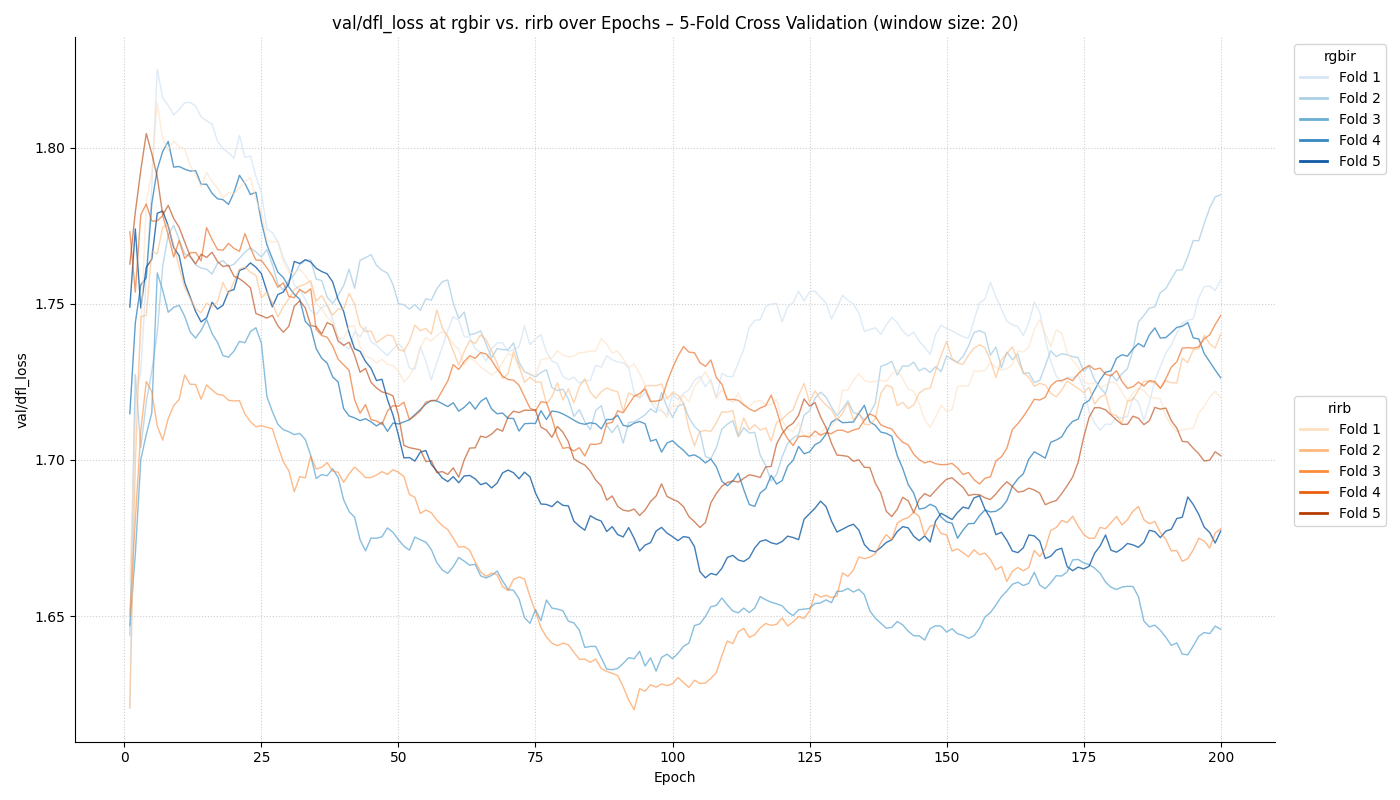 val/dfl_loss at rgbir vs. rirb over Epochs – 5-Fold Cross Validation (window size: 20)
val/dfl_loss
1.80
1.75
1.70
1.65
0
25
50
75
100
125
150
175
200
Epoch
rgbir
Fold 1
Fold 2
Fold 3
Fold 4
Fold 5
rirb
Fold 1
Fold 2
Fold 3
Fold 4
Fold 5